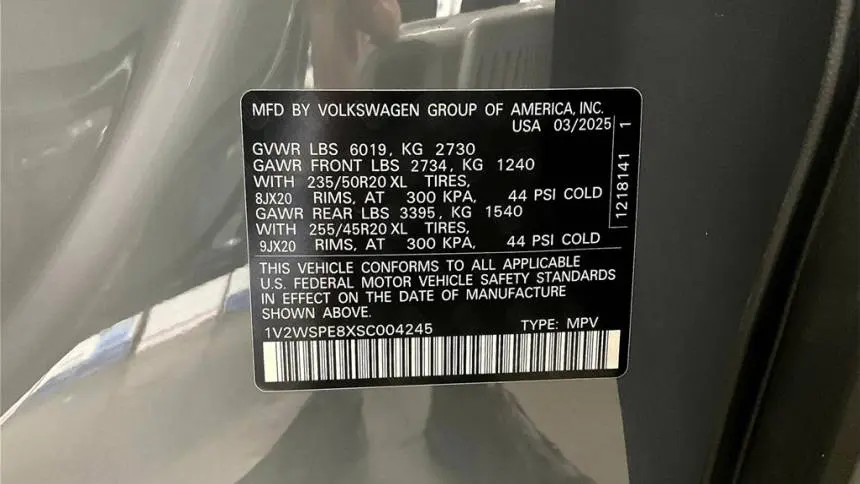 MFD BY VOLKSWAGEN GROUP OF AMERICA, INC.
USA 03/2025
GVWR LBS 6019, KG 2730
GAWR FRONT LBS 2734, KG 1240
WITH 235/50R20 XL TIRES,
8JX20 RIMS, AT 300 KPA, 44 PSI COLD
GAWR REAR LBS 3395, KG 1540
WITH 255/45R20 XL TIRES,
9JX20 RIMS, AT 300 KPA, 44 PSI COLD
THIS VEHICLE CONFORMS TO ALL APPLICABLE
U.S. FEDERAL MOTOR VEHICLE SAFETY STANDARDS
IN EFFECT ON THE DATE OF MANUFACTURE
SHOWN ABOVE.
1V2WSPE8XSC004245 TYPE: MPV
1218141 1